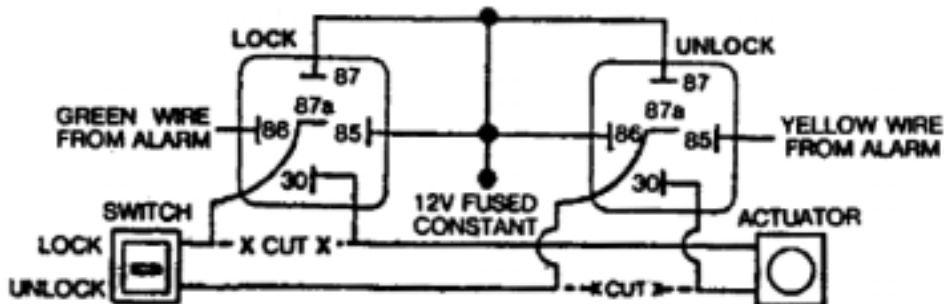 LOCK
UNLOCK
87
87
87a
87a
GREEN WIRE
FROM ALARM
86
85
86
85
YELLOW WIRE
FROM ALARM
30
30
12V FUSED
CONSTANT
SWITCH
ACTUATOR
LOCK
X CUT X
UNLOCK
X CUT X